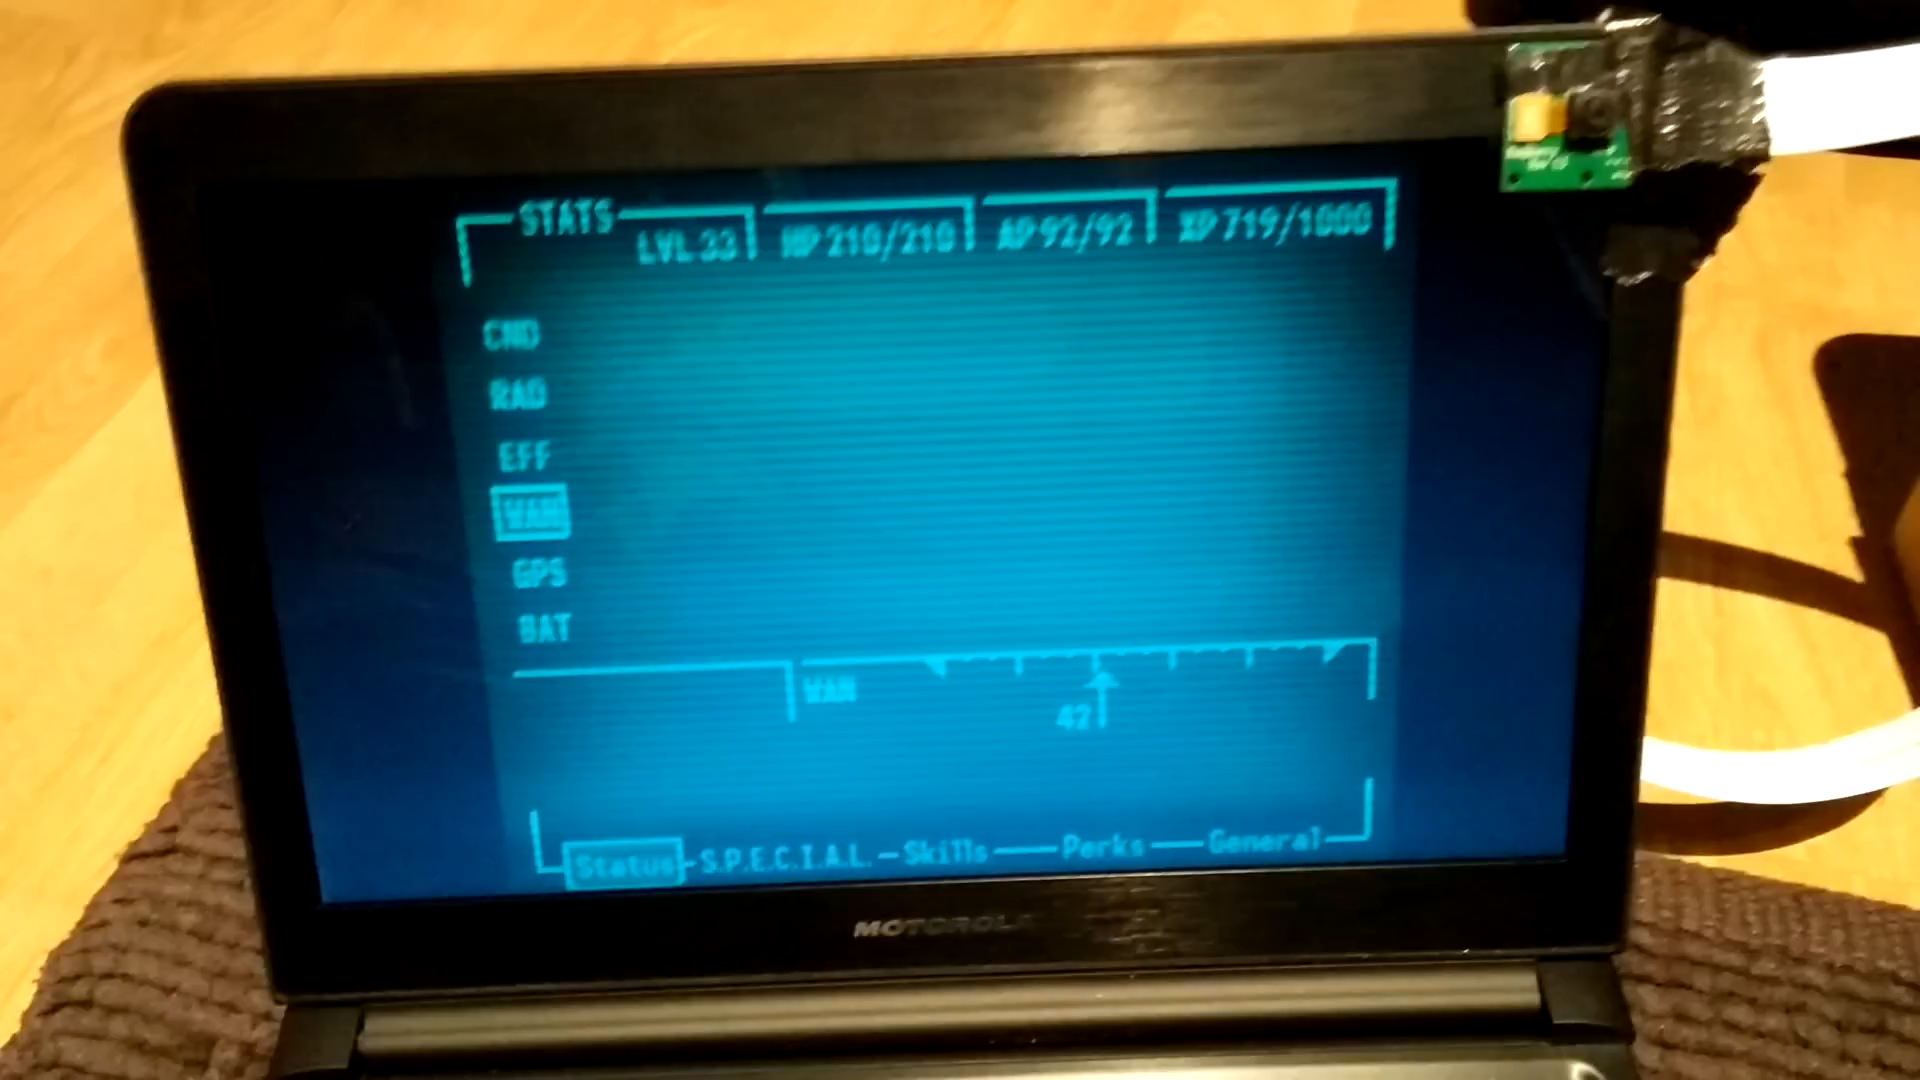 STATS
LVL 33 HP 210/210 AP 92/92 XP 719/1000
CND
RAD
EFF
WAN
GPS
BAT
WAN
42
Status S.P.E.C.I.A.L. Skills Perks General
MOTOROLA